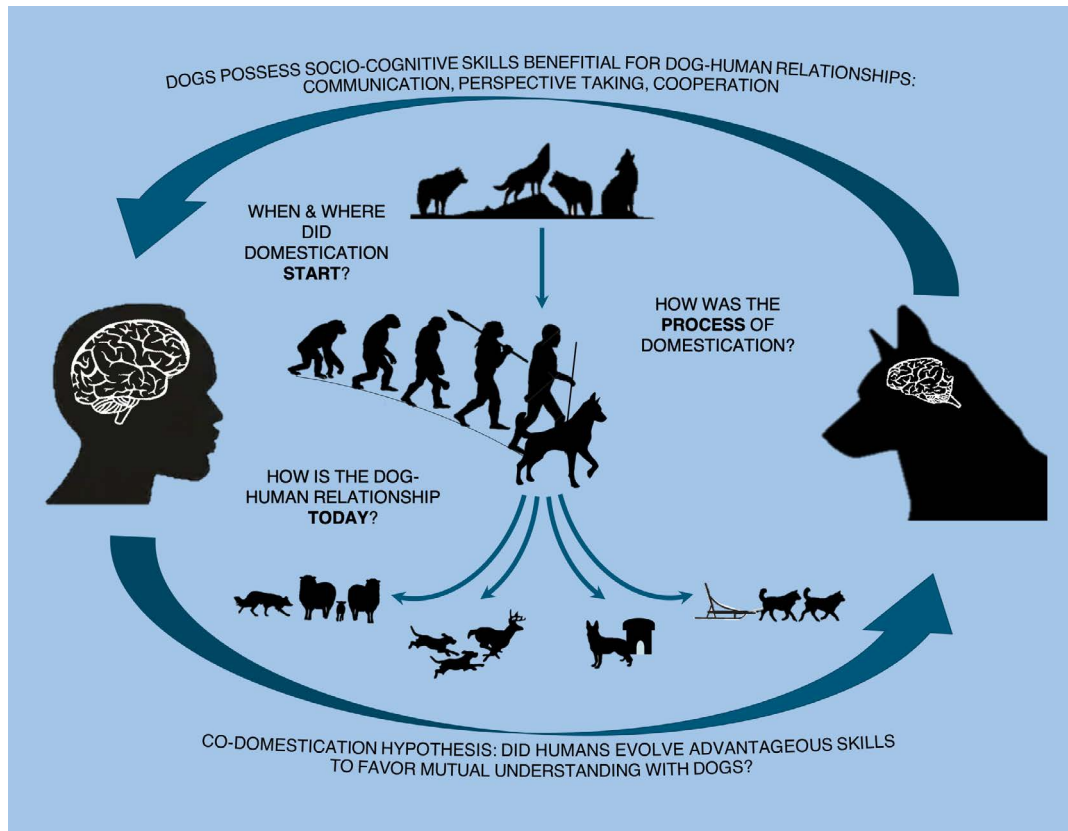 DOGS POSSESS SOCIO-COGNITIVE SKILLS BENEFITIAL FOR DOG-HUMAN RELATIONSHIPS:
COMMUNICATION, PERSPECTIVE TAKING, COOPERATION
WHEN & WHERE
DID
DOMESTICATION
START?
HOW WAS THE
PROCESS OF
DOMESTICATION?
HOW IS THE DOG-
HUMAN RELATIONSHIP
TODAY?
CO-DOMESTICATION HYPOTHESIS: DID HUMANS EVOLVE ADVANTAGEOUS SKILLS
TO FAVOR MUTUAL UNDERSTANDING WITH DOGS?